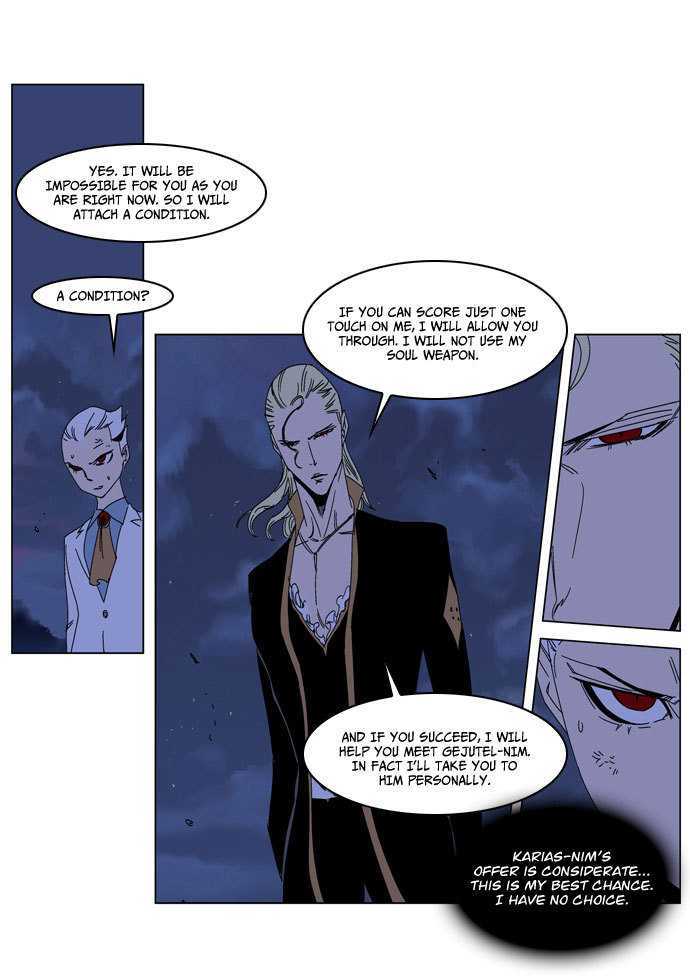 YES. IT WILL BE
IMPOSSIBLE FOR YOU AS YOU
ARE RIGHT NOW. SO I WILL
ATTACH A CONDITION.
A CONDITION?
IF YOU CAN SCORE JUST ONE
TOUCH ON ME, I WILL ALLOW YOU
THROUGH. I WILL NOT USE MY
SOUL WEAPON.
AND IF YOU SUCCEED, I WILL
HELP YOU MEET GEJUTEL-NIM.
IN FACT I'LL TAKE YOU TO
HIM PERSONALLY.
KARIAS-NIM'S
OFFER IS CONSIDERATE...
THIS IS MY BEST CHANCE.
I HAVE NO CHOICE.